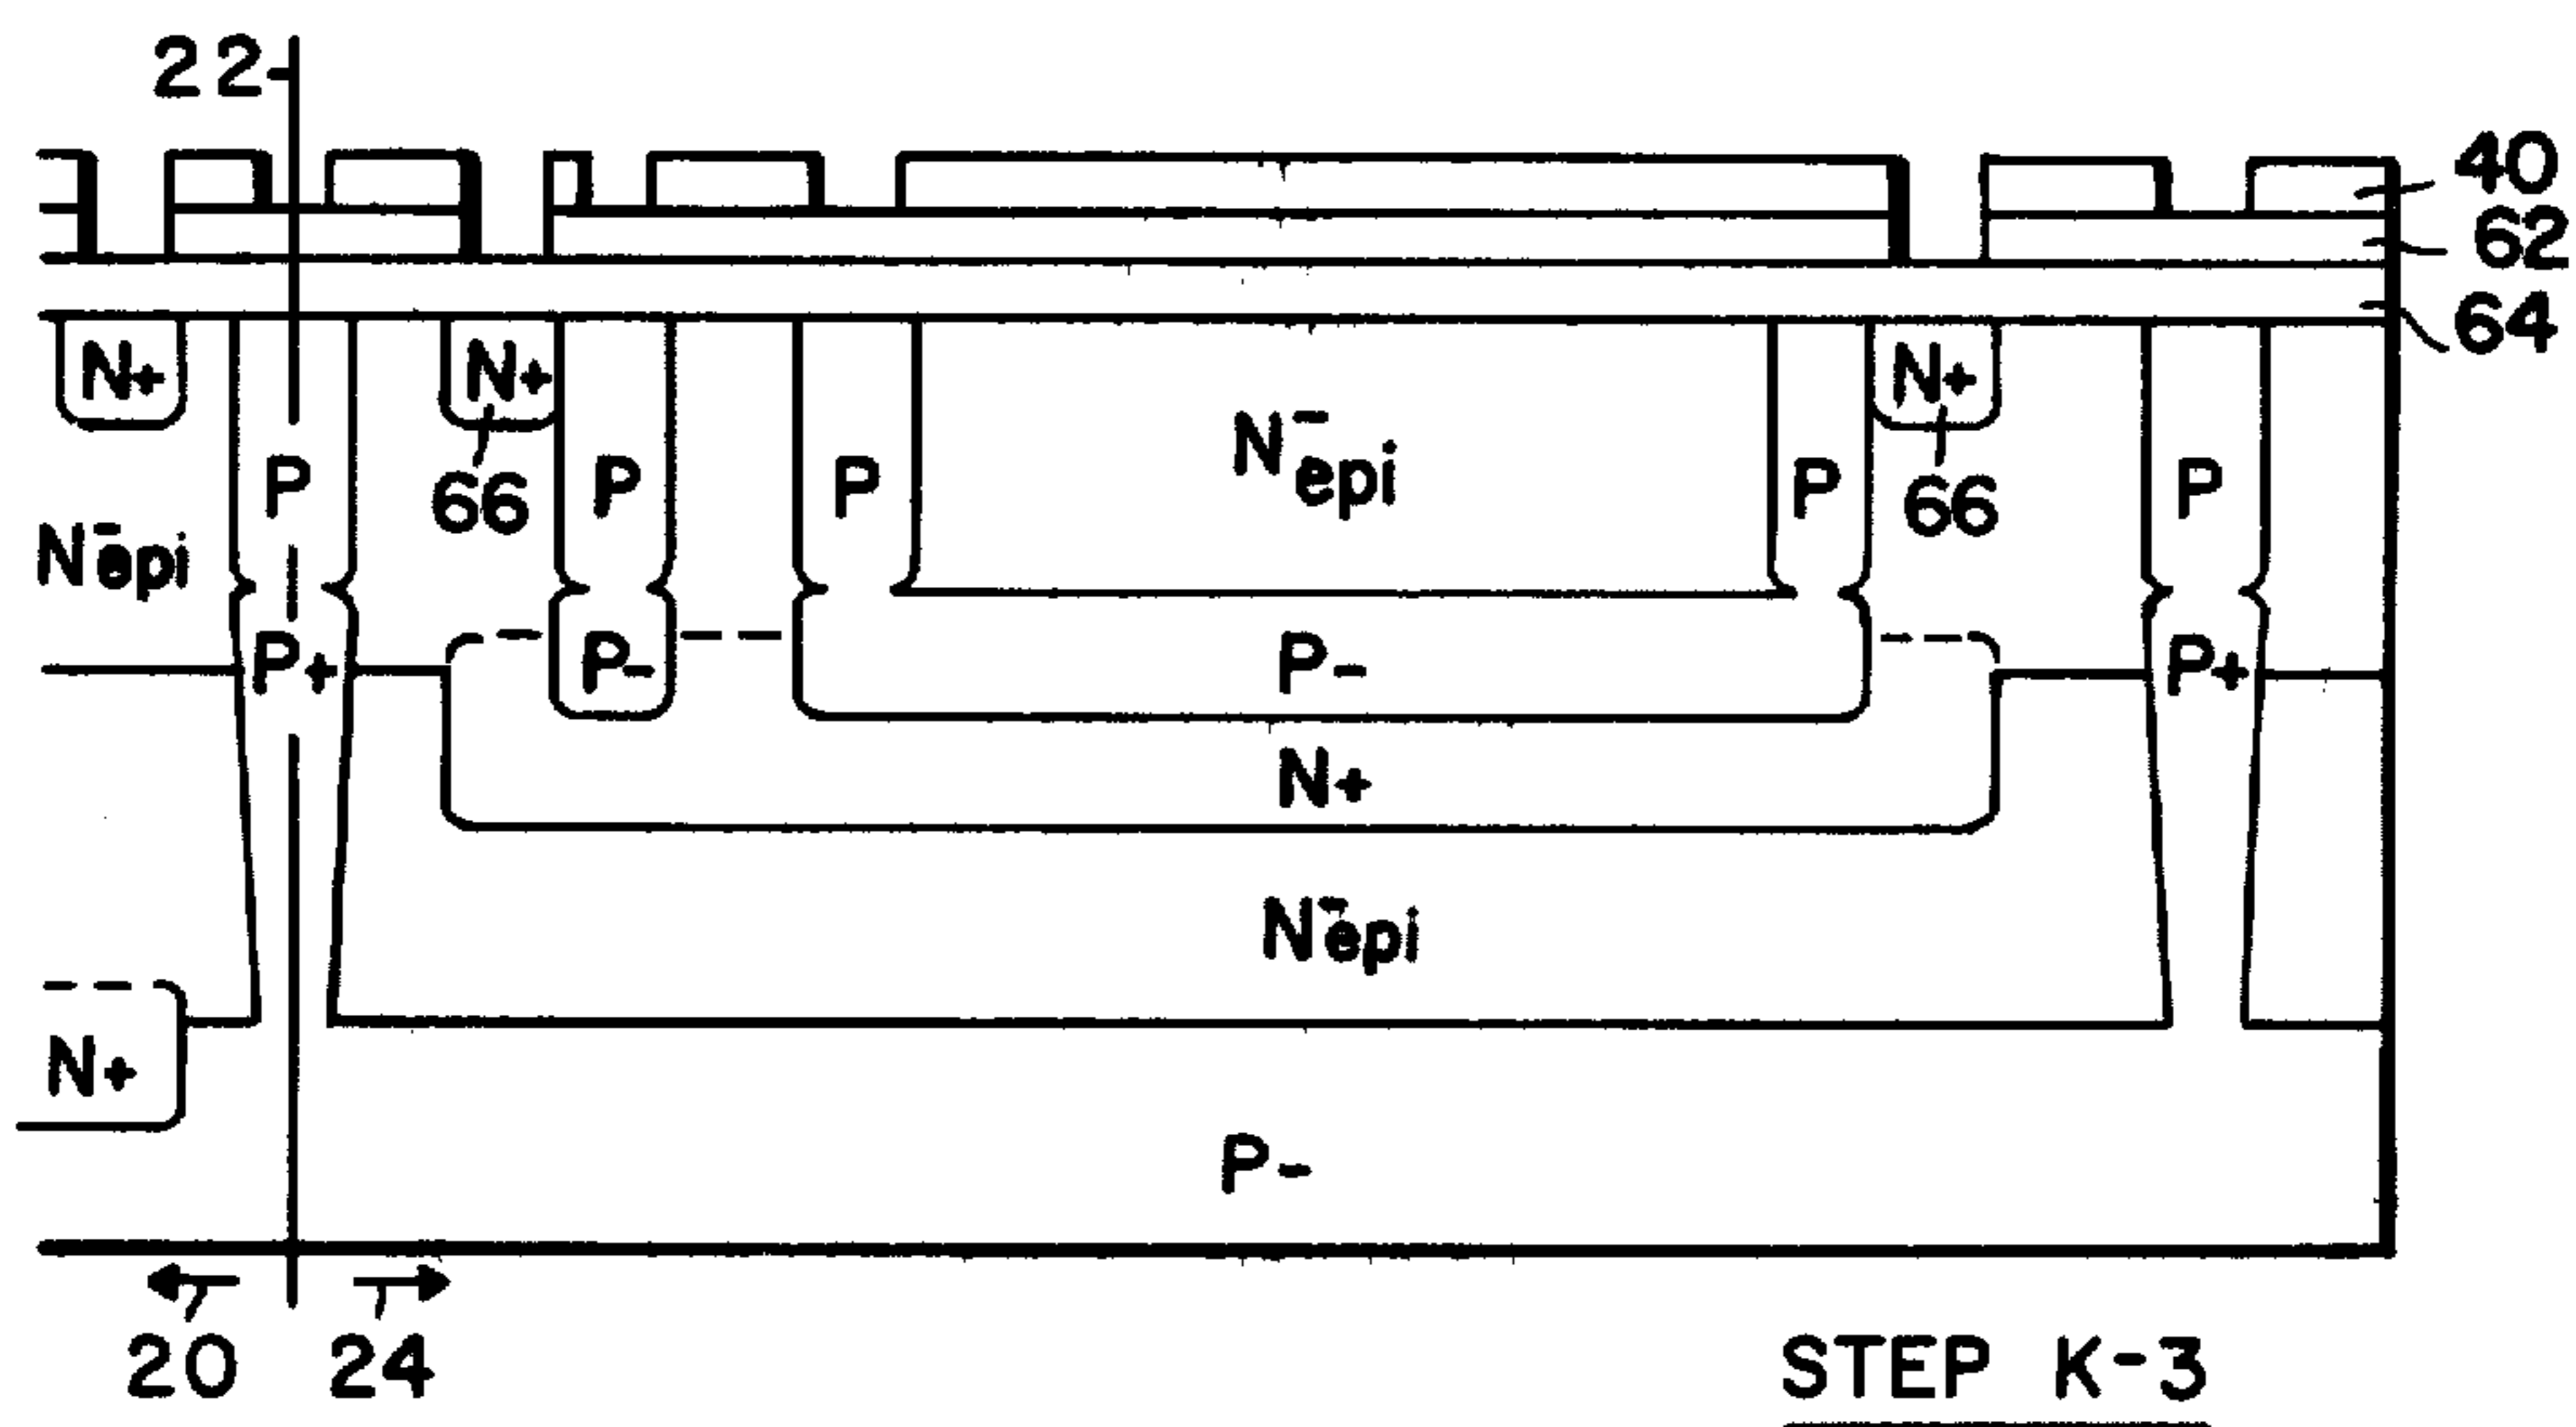 22
40
62
64
N+ N+ N+
P P P N-epi P P
66 66
N-epi
P+ P- P- P+
N+
N-epi
N+
P-
20 24
STEP K-3